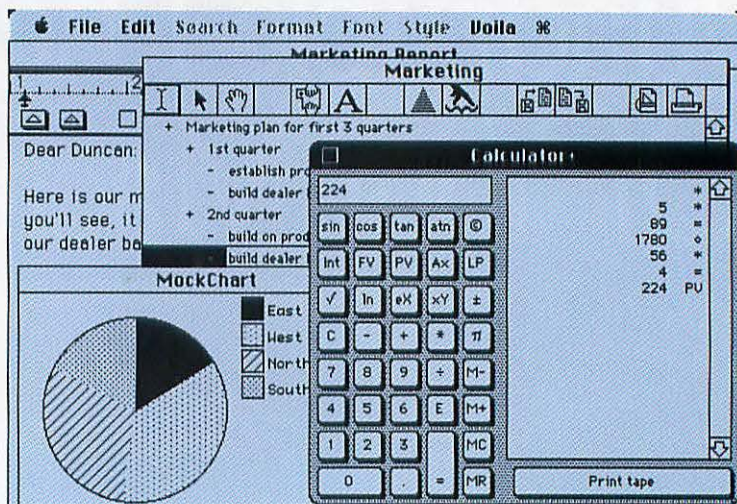 File Edit Search Format Font Style Voila ⌘
Marketing Report
Marketing
1 2
A
+ Marketing plan for first 3 quarters
+ 1st quarter
- establish pro
- build dealer
+ 2nd quarter
- build on prod
- build dealer
Dear Duncan:
Here is our m
you'll see, it
our dealer ba
MockChart
East
West
North
South
Calculator+
224
sin cos tan atn ©
Int FV PV Ax LP
√ ln eX xY ±
C - + * π
7 8 9 ÷ M-
4 5 6 E M+
1 2 3 MC
0 . = MR
*
5 *
89 =
1780 ◇
56 *
4 =
224 PV
Print tape